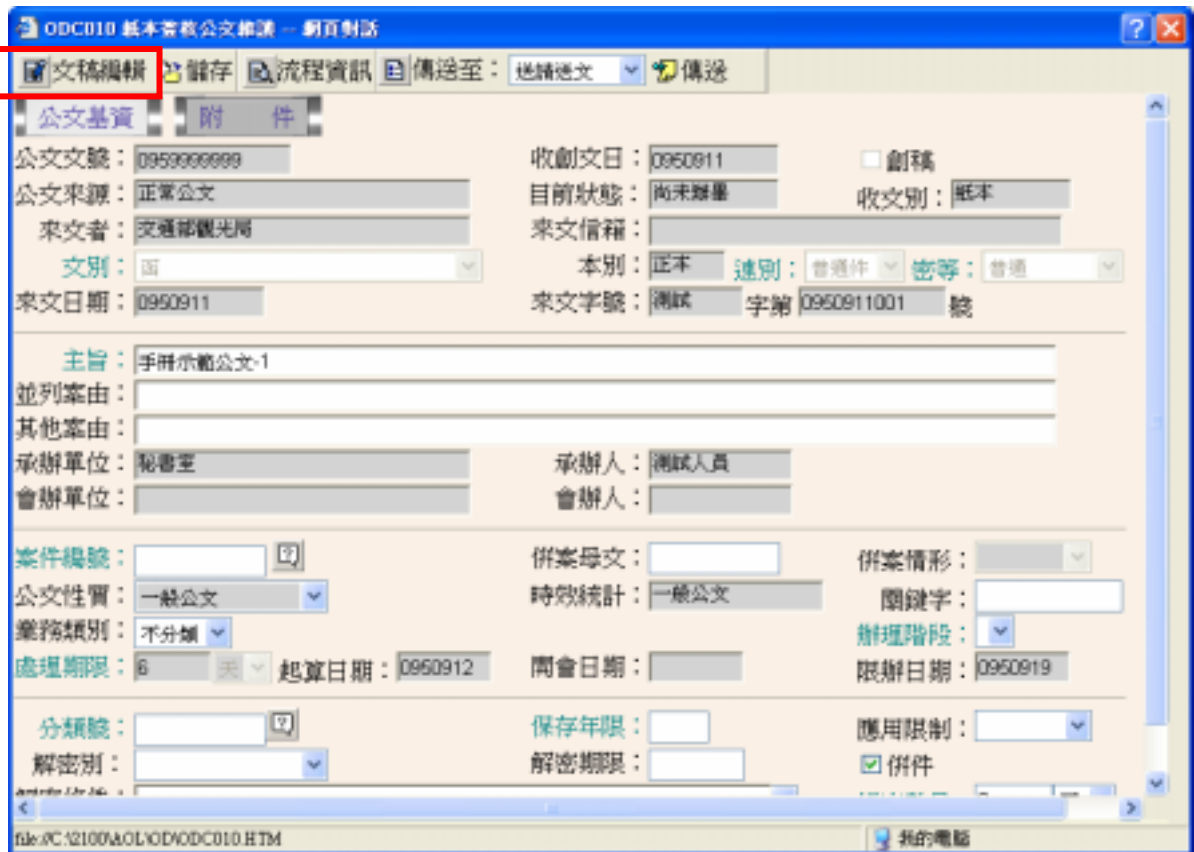 ODC010 紙本簽核公文維護 -- 網頁對話
文稿編輯 儲存 流程資訊 傳送至： 送請送文 傳送
公文基資 附 件
公文文號： 0959999999 收創文日： 0950911 創稿
公文來源： 正常公文 目前狀態： 尚未辦畢 收文別： 紙本
來文者： 交通部觀光局 來文信箱：
文別： 函 本別： 正本 速別： 普通件 密等： 普通
來文日期： 0950911 來文字號： 測試 字第 0950911001 號
主旨： 手冊示範公文-1
並列案由：
其他案由：
承辦單位： 秘書室 承辦人： 測試人員
會辦單位： 會辦人：
案件編號： 併案母文： 併案情形：
公文性質： 一般公文 時效統計： 一般公文 關鍵字：
業務類別： 不分類 辦理階段：
處理期限： 6 天 起算日期： 0950912 開會日期： 限辦日期： 0950919
分類號： 保存年限： 應用限制：
解密別： 解密期限： 併件
file://C:\2100\AOL\OD\ODC010.HTM 我的電腦